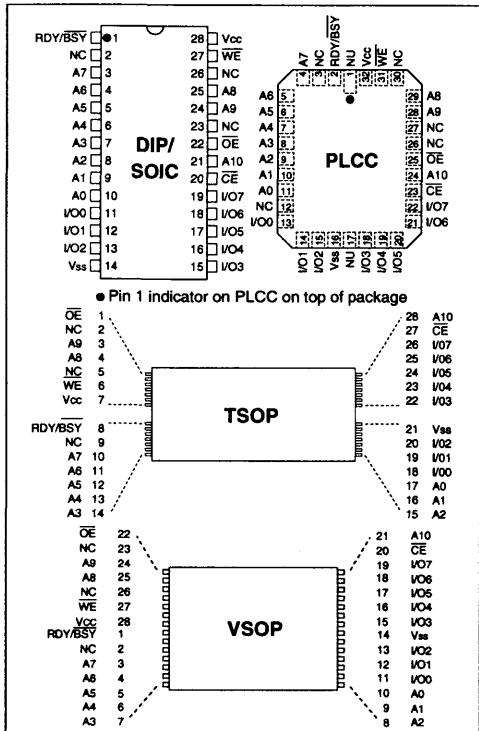 RDY/BSY 1 28 Vcc
NC 2 27 WE
A7 3 26 NC
A6 4 25 A8
A5 5 24 A9
A4 6 23 NC
A3 7 22 OE
A2 8 21 A10
A1 9 20 CE
A0 10 19 I/O7
I/O0 11 18 I/O6
I/O1 12 17 I/O5
I/O2 13 16 I/O4
Vss 14 15 I/O3
DIP/
SOIC
A7 NC RDY/BSY NU Vcc WE NC
4 3 2 1 32 31 30
A6 5 29 A8
A5 6 28 A9
A4 7 27 NC
A3 8 26 NC
A2 9 25 OE
A1 10 24 A10
A0 11 23 CE
NC 12 22 I/O7
I/O0 13 21 I/O6
PLCC
14 15 16 17 18 19 20
I/O1 I/O2 Vss NU I/O3 I/O4 I/O5
● Pin 1 indicator on PLCC on top of package
OE 1 28 A10
NC 2 27 CE
A9 3 26 I/07
A8 4 25 I/06
NC 5 24 I/05
WE 6 23 I/04
Vcc 7 22 I/03
TSOP
RDY/BSY 8 21 Vss
NC 9 20 I/02
A7 10 19 I/01
A6 11 18 I/00
A5 12 17 A0
A4 13 16 A1
A3 14 15 A2
OE 22 21 A10
NC 23 20 CE
A9 24 19 I/O7
A8 25 18 I/O6
NC 26 17 I/O5
WE 27 16 I/O4
Vcc 28 15 I/O3
RDY/BSY 1 14 Vss
NC 2 13 I/O2
A7 3 12 I/O1
A6 4 11 I/O0
A5 5 10 A0
A4 6 9 A1
A3 7 8 A2
VSOP